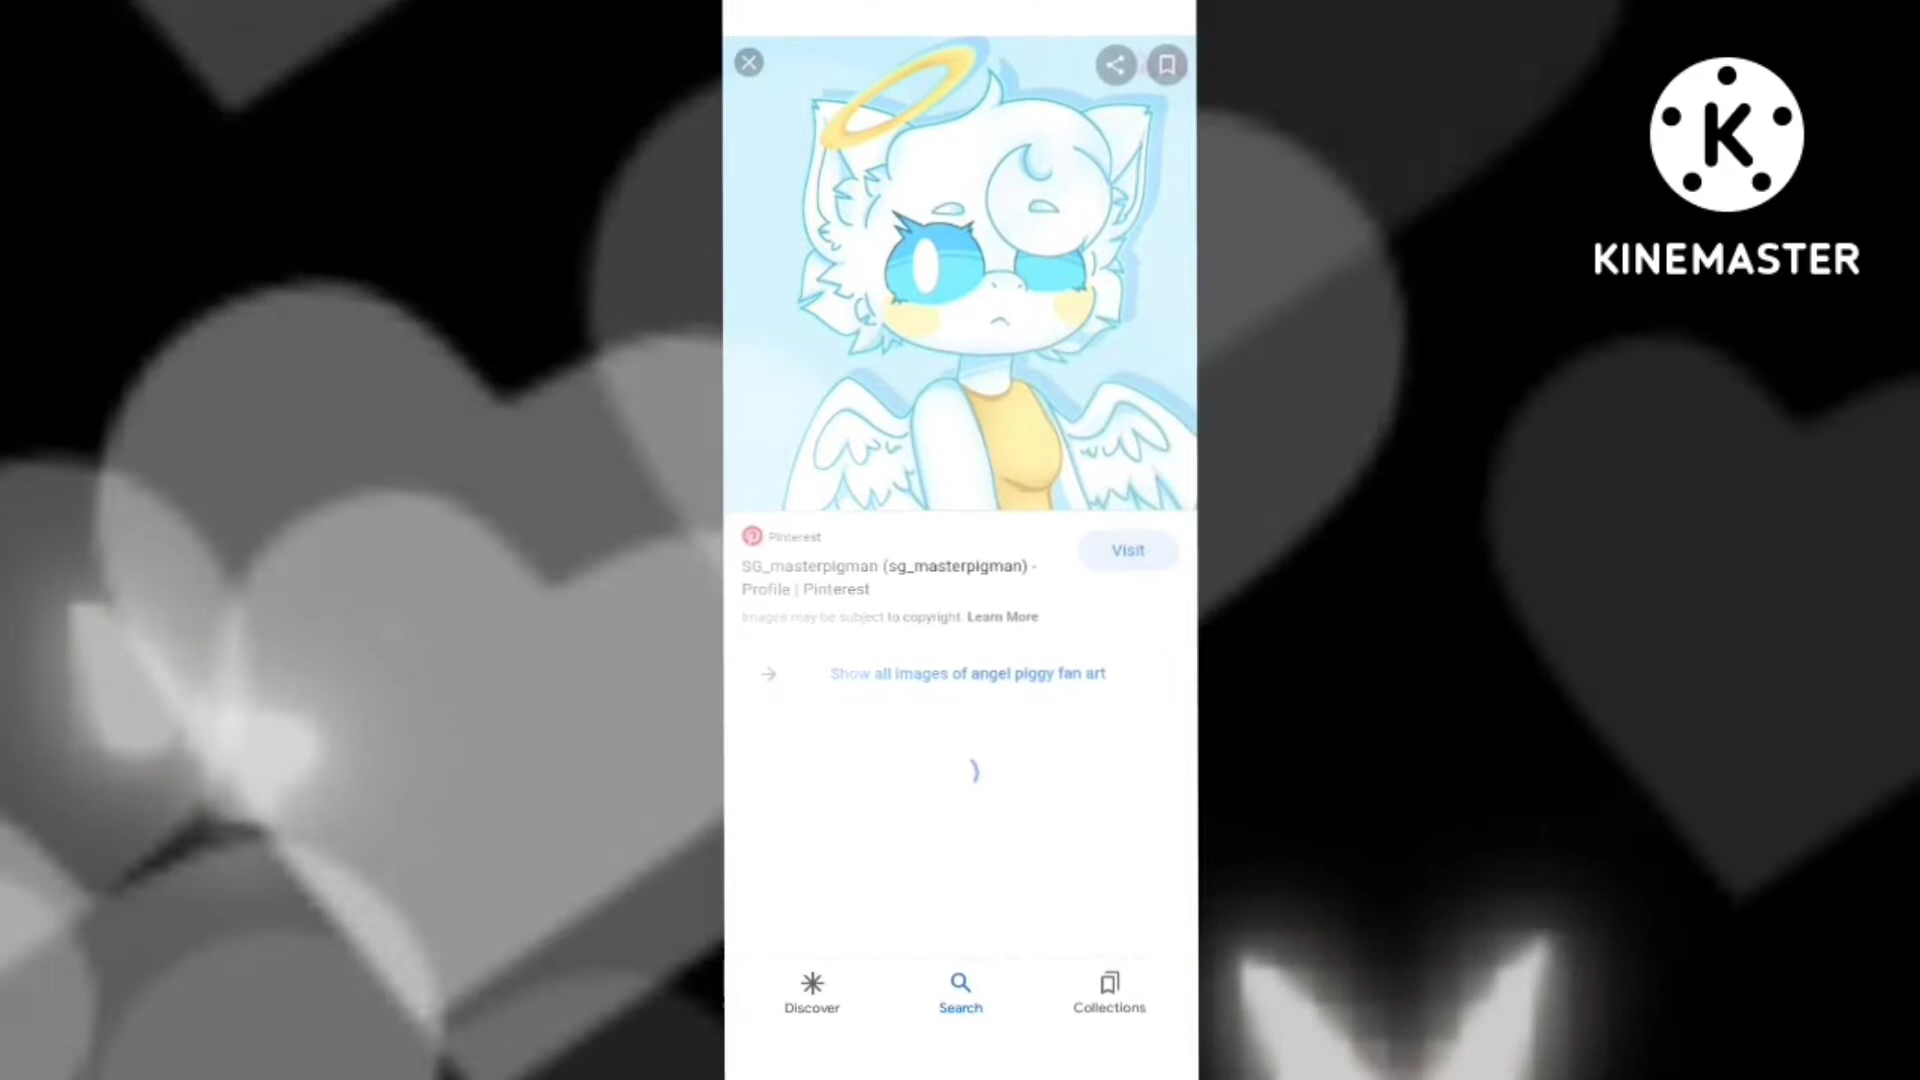 K
KINEMASTER
Pinterest
SG_masterpigman (sg_masterpigman) -
Profile | Pinterest
Visit
Images may be subject to copyright. Learn More
Show all images of angel piggy fan art
Discover
Search
Collections